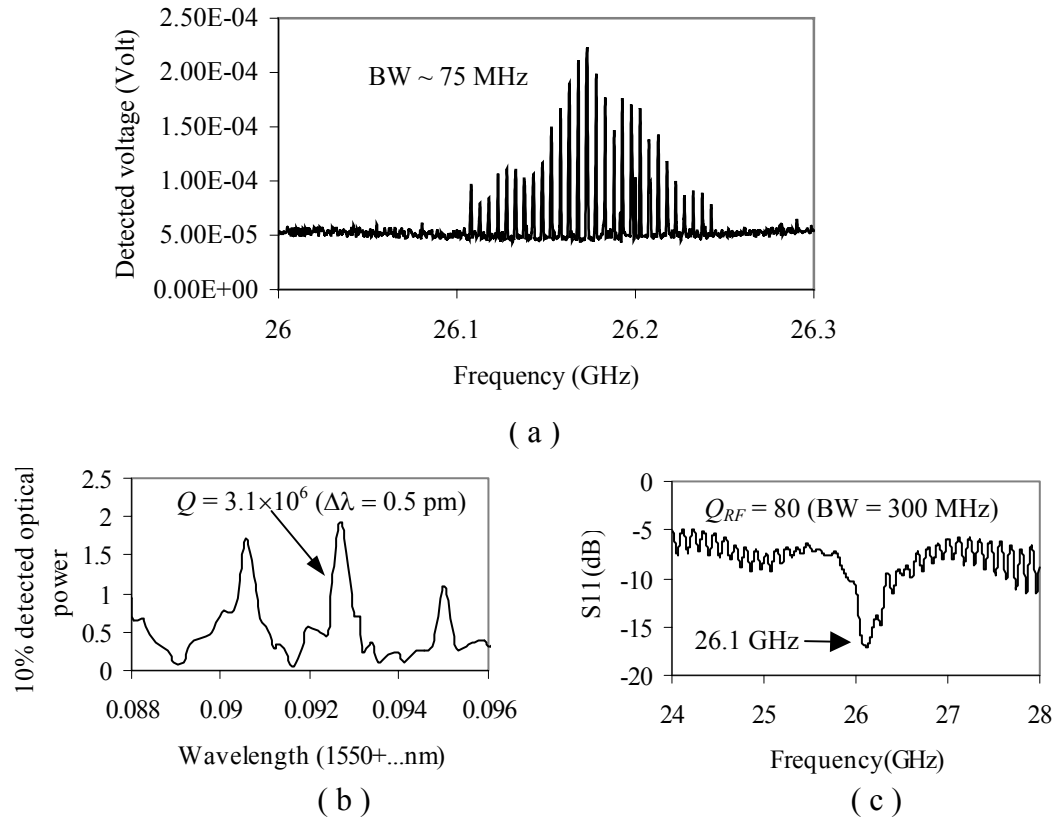 2.50E-04
2.00E-04
1.50E-04
1.00E-04
5.00E-05
0.00E+00
Detected voltage (Volt)
BW ~ 75 MHz
26 26.1 26.2 26.3
Frequency (GHz)
( a )
2.5
2
1.5
1
0.5
0
10% detected optical
power
Q = 3.1×10⁶ (Δλ = 0.5 pm)
0.088 0.09 0.092 0.094 0.096
Wavelength (1550+...nm)
( b )
0
-5
-10
-15
-20
S11(dB)
Q_RF = 80 (BW = 300 MHz)
26.1 GHz
24 25 26 27 28
Frequency(GHz)
( c )